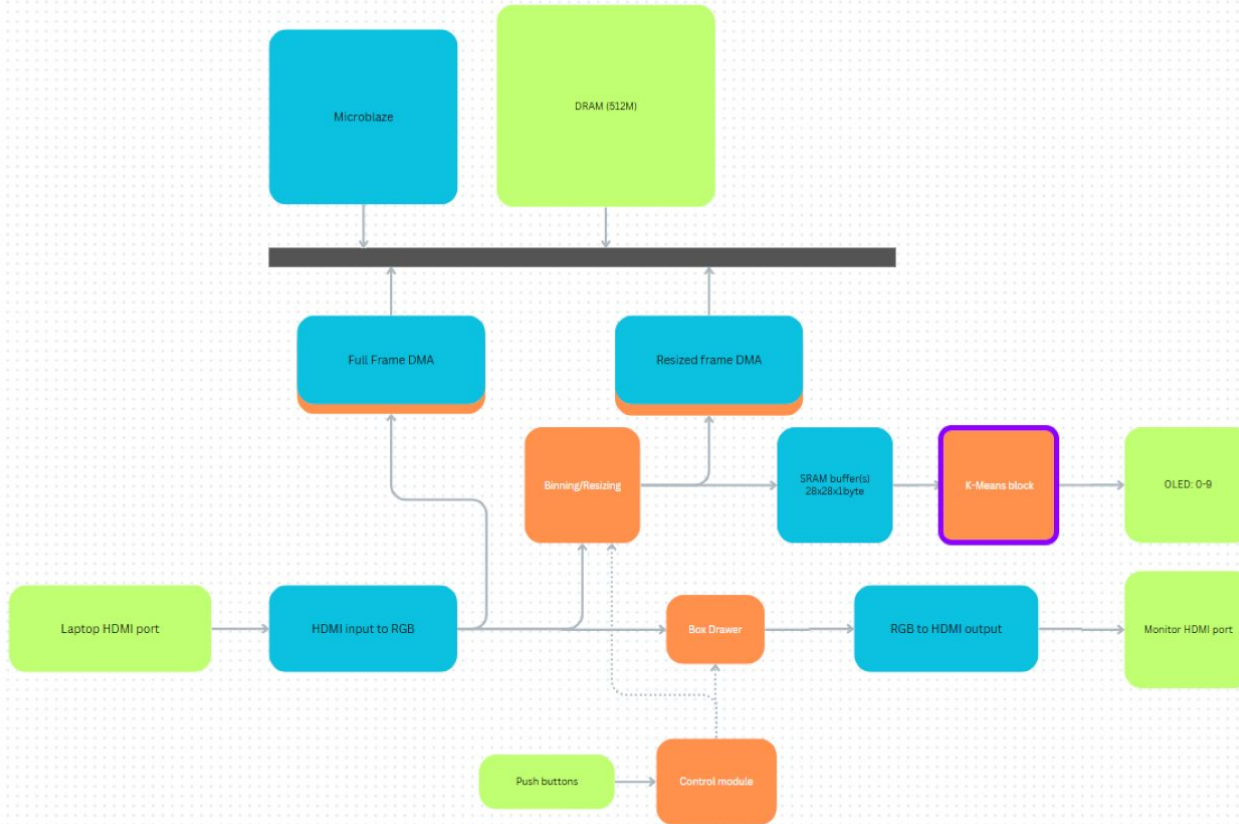 Microblaze
DRAM (512M)
Full Frame DMA
Resized frame DMA
Binning/Resizing
SRAM buffer(s)
28x28x1byte
K-Means block
OLED: 0-9
Laptop HDMI port
HDMI input to RGB
Box Drawer
RGB to HDMI output
Monitor HDMI port
Push buttons
Control module